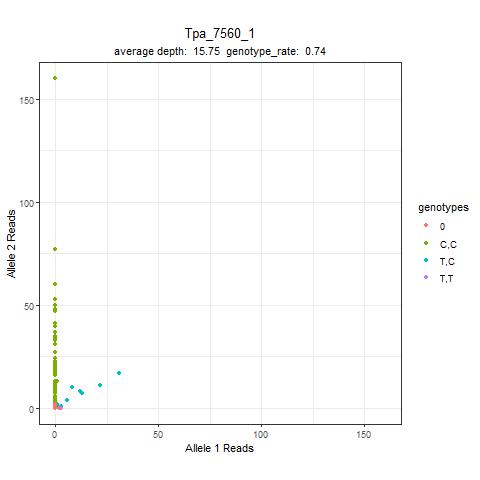 Tpa_7560_1
average depth:  15.75  genotype_rate:  0.74
Allele 2 Reads
150
100
50
0
0
50
100
150
Allele 1 Reads
genotypes
0
C,C
T,C
T,T